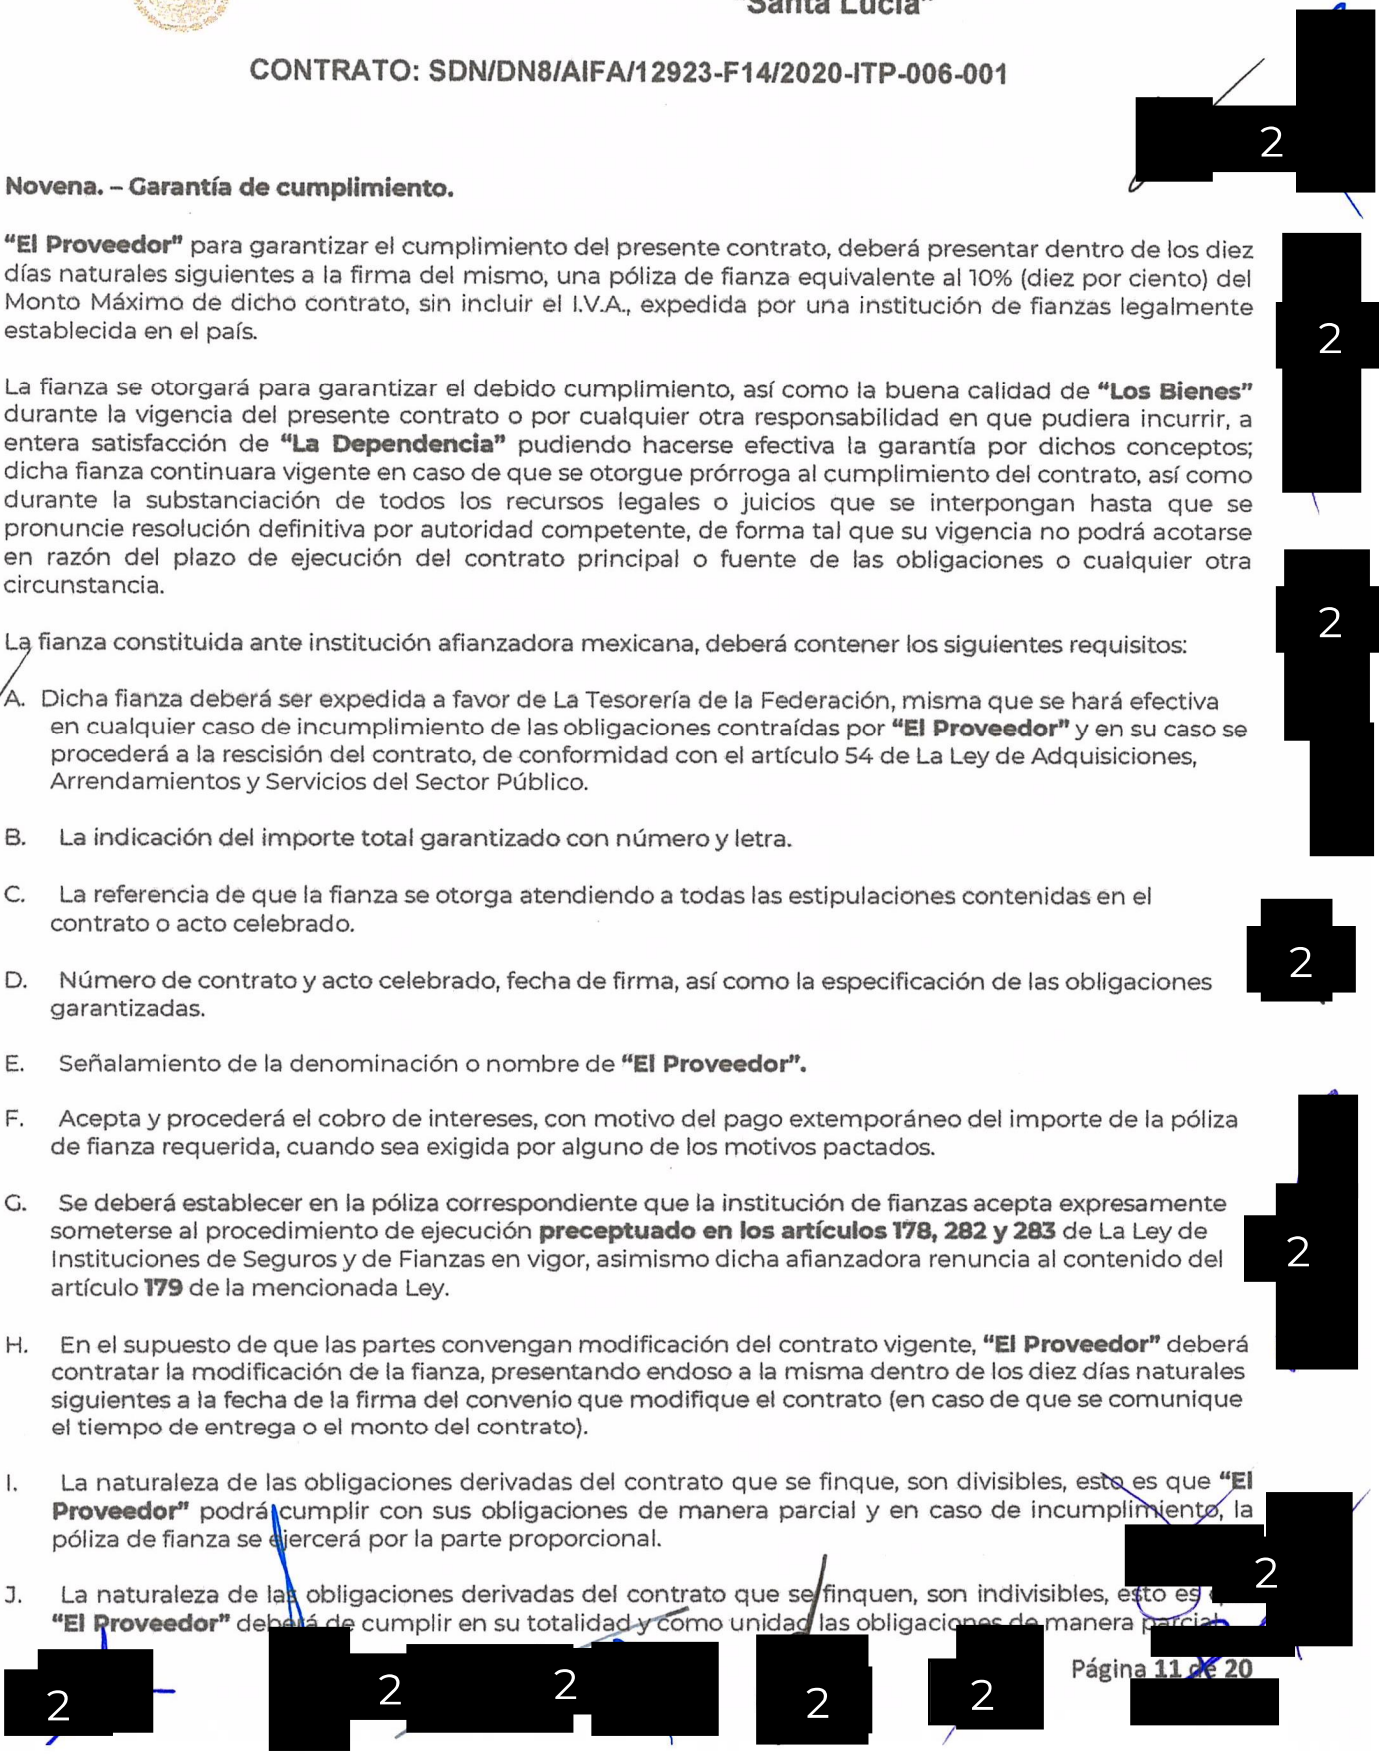 "Santa Lucía"
CONTRATO: SDN/DN8/AIFA/12923-F14/2020-ITP-006-001
2
Novena. – Garantía de cumplimiento.
“El Proveedor” para garantizar el cumplimiento del presente contrato, deberá presentar dentro de los diez
días naturales siguientes a la firma del mismo, una póliza de fianza equivalente al 10% (diez por ciento) del
Monto Máximo de dicho contrato, sin incluir el I.V.A., expedida por una institución de fianzas legalmente
establecida en el país.
2
La fianza se otorgará para garantizar el debido cumplimiento, así como la buena calidad de “Los Bienes”
durante la vigencia del presente contrato o por cualquier otra responsabilidad en que pudiera incurrir, a
entera satisfacción de “La Dependencia” pudiendo hacerse efectiva la garantía por dichos conceptos;
dicha fianza continuara vigente en caso de que se otorgue prórroga al cumplimiento del contrato, así como
durante la substanciación de todos los recursos legales o juicios que se interpongan hasta que se
pronuncie resolución definitiva por autoridad competente, de forma tal que su vigencia no podrá acotarse
en razón del plazo de ejecución del contrato principal o fuente de las obligaciones o cualquier otra
circunstancia.
2
La fianza constituida ante institución afianzadora mexicana, deberá contener los siguientes requisitos:
A. Dicha fianza deberá ser expedida a favor de La Tesorería de la Federación, misma que se hará efectiva
en cualquier caso de incumplimiento de las obligaciones contraídas por “El Proveedor” y en su caso se
procederá a la rescisión del contrato, de conformidad con el artículo 54 de La Ley de Adquisiciones,
Arrendamientos y Servicios del Sector Público.
B. La indicación del importe total garantizado con número y letra.
C. La referencia de que la fianza se otorga atendiendo a todas las estipulaciones contenidas en el
contrato o acto celebrado.
2
D. Número de contrato y acto celebrado, fecha de firma, así como la especificación de las obligaciones
garantizadas.
E. Señalamiento de la denominación o nombre de “El Proveedor”.
F. Acepta y procederá el cobro de intereses, con motivo del pago extemporáneo del importe de la póliza
de fianza requerida, cuando sea exigida por alguno de los motivos pactados.
G. Se deberá establecer en la póliza correspondiente que la institución de fianzas acepta expresamente
someterse al procedimiento de ejecución preceptuado en los artículos 178, 282 y 283 de La Ley de
Instituciones de Seguros y de Fianzas en vigor, asimismo dicha afianzadora renuncia al contenido del
artículo 179 de la mencionada Ley.
2
H. En el supuesto de que las partes convengan modificación del contrato vigente, “El Proveedor” deberá
contratar la modificación de la fianza, presentando endoso a la misma dentro de los diez días naturales
siguientes a la fecha de la firma del convenio que modifique el contrato (en caso de que se comunique
el tiempo de entrega o el monto del contrato).
I. La naturaleza de las obligaciones derivadas del contrato que se finque, son divisibles, esto es que “El
Proveedor” podrá cumplir con sus obligaciones de manera parcial y en caso de incumplimiento, la
póliza de fianza se ejercerá por la parte proporcional.
2
J. La naturaleza de las obligaciones derivadas del contrato que se finquen, son indivisibles, esto es
“El Proveedor” deberá de cumplir en su totalidad y como unidad las obligaciones de manera parcial
Página 11 de 20
2 2 2 2 2